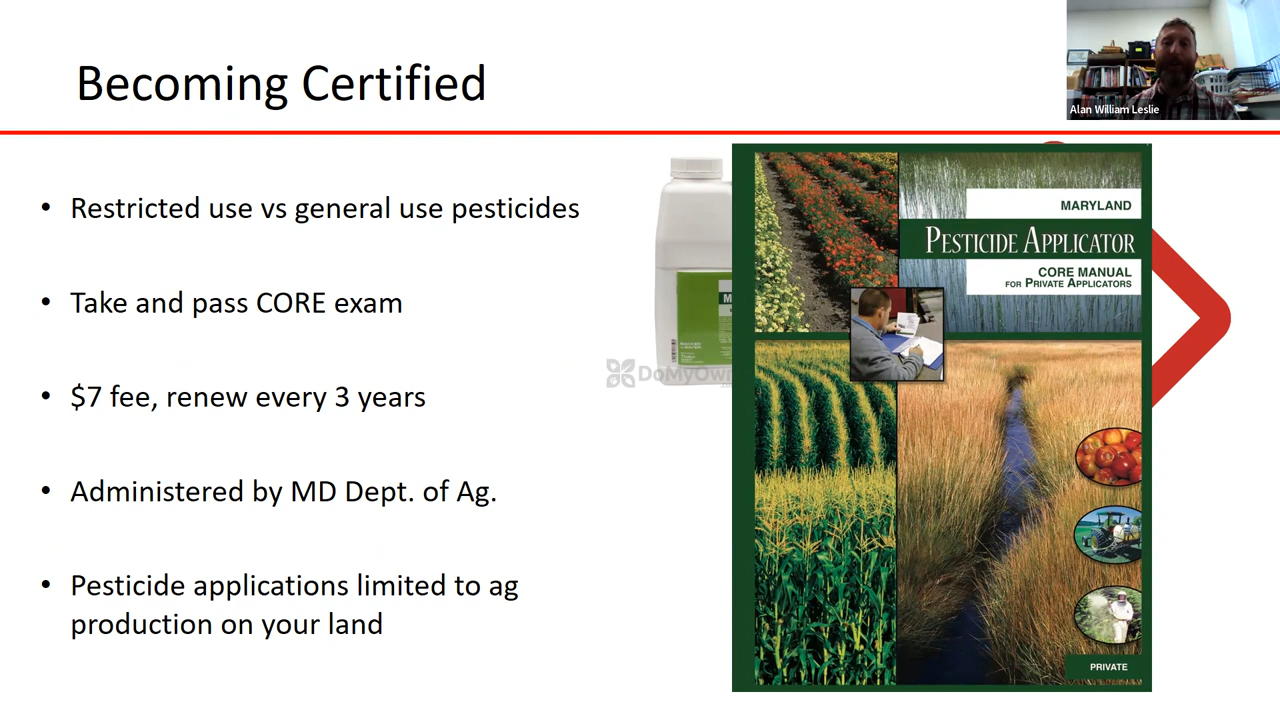 Becoming Certified
Alan William Leslie
• Restricted use vs general use pesticides
• Take and pass CORE exam
• $7 fee, renew every 3 years
• Administered by MD Dept. of Ag.
• Pesticide applications limited to ag
production on your land
DoMyOwn
MARYLAND
PESTICIDE APPLICATOR
CORE MANUAL
FOR PRIVATE APPLICATORS
PRIVATE